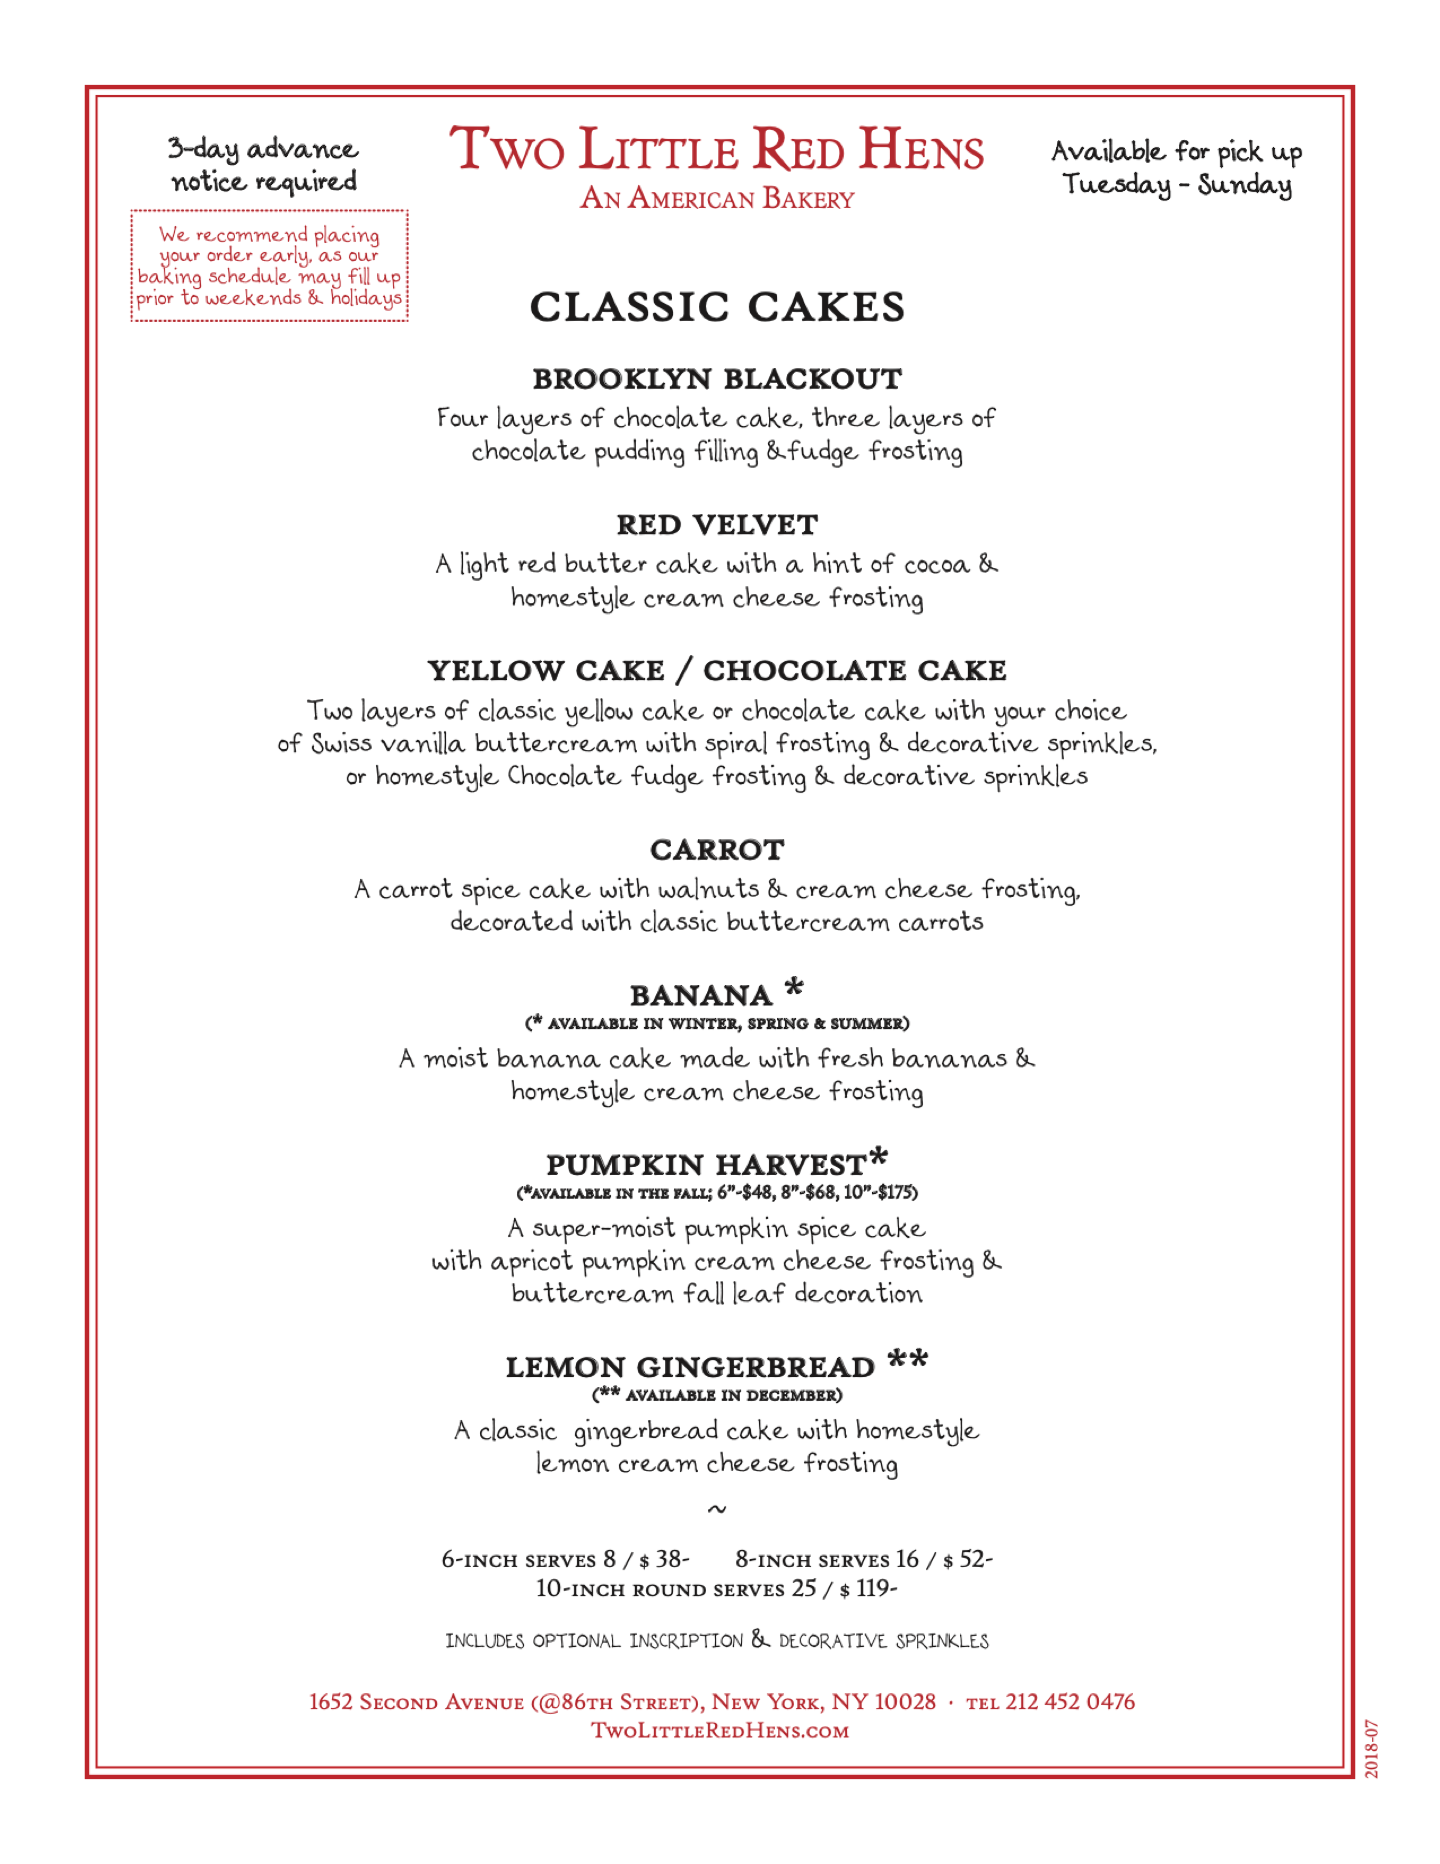 3-day advance
notice required
We recommend placing
your order early, as our
baking schedule may fill up
prior to weekends & holidays
Two Little Red Hens
An American Bakery
Available for pick up
Tuesday - Sunday
CLASSIC CAKES
BROOKLYN BLACKOUT
Four layers of chocolate cake, three layers of
chocolate pudding filling &fudge frosting
RED VELVET
A light red butter cake with a hint of cocoa &
homestyle cream cheese frosting
YELLOW CAKE / CHOCOLATE CAKE
Two layers of classic yellow cake or chocolate cake with your choice
of Swiss vanilla buttercream with spiral frosting & decorative sprinkles,
or homestyle Chocolate fudge frosting & decorative sprinkles
CARROT
A carrot spice cake with walnuts & cream cheese frosting,
decorated with classic buttercream carrots
BANANA *
(* AVAILABLE IN WINTER, SPRING & SUMMER)
A moist banana cake made with fresh bananas &
homestyle cream cheese frosting
PUMPKIN HARVEST*
(*AVAILABLE IN THE FALL; 6"-$48, 8"-$68, 10"-$175)
A super-moist pumpkin spice cake
with apricot pumpkin cream cheese frosting &
buttercream fall leaf decoration
LEMON GINGERBREAD **
(** AVAILABLE IN DECEMBER)
A classic gingerbread cake with homestyle
lemon cream cheese frosting
~
6-INCH SERVES 8 / $ 38- 8-INCH SERVES 16 / $ 52-
10-INCH ROUND SERVES 25 / $ 119-
INCLUDES OPTIONAL INSCRIPTION & DECORATIVE SPRINKLES
1652 Second Avenue (@86th Street), New York, NY 10028 · tel 212 452 0476
TwoLittleRedHens.com
2018-07